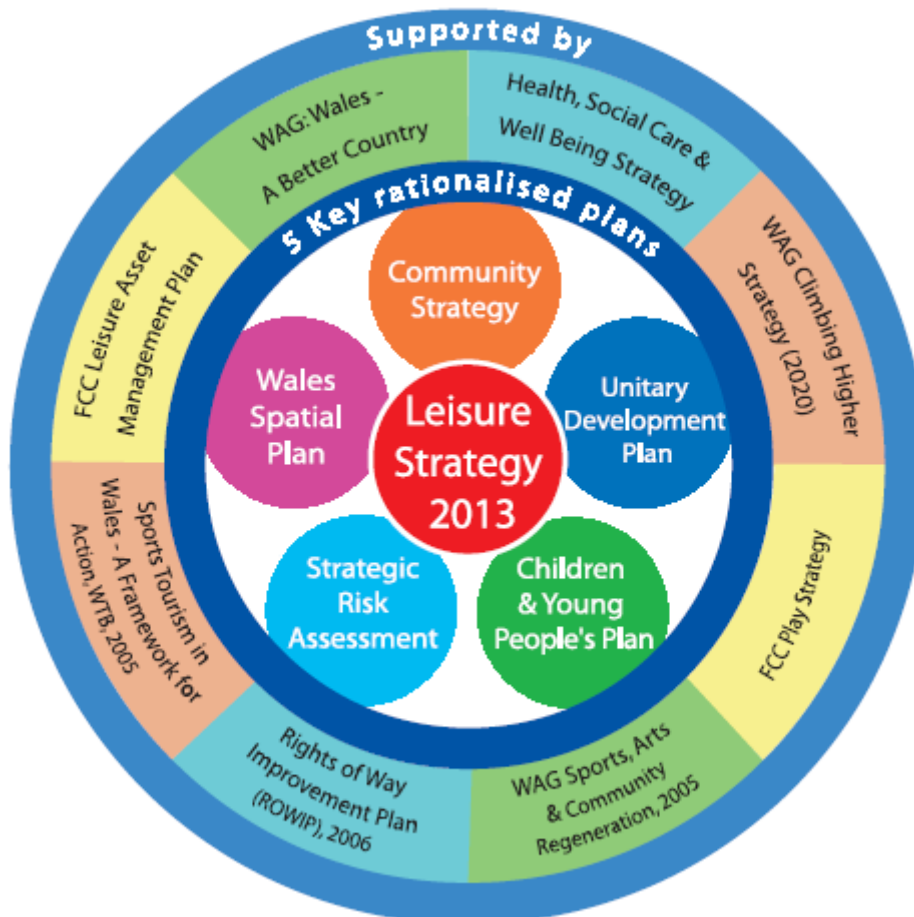 Supported by
WAG: Wales -
A Better Country
Health, Social Care &
Well Being Strategy
WAG Climbing Higher
Strategy (2020)
FCC Play Strategy
WAG Sports, Arts
& Community
Regeneration, 2005
Rights of Way
Improvement Plan
(ROWIP), 2006
Sports Tourism in
Wales - A Framework for
Action, WTB, 2005
FCC Leisure Asset
Management Plan
5 Key rationalised plans
Community
Strategy
Unitary
Development
Plan
Children
& Young
People's Plan
Strategic
Risk
Assessment
Wales
Spatial
Plan
Leisure
Strategy
2013